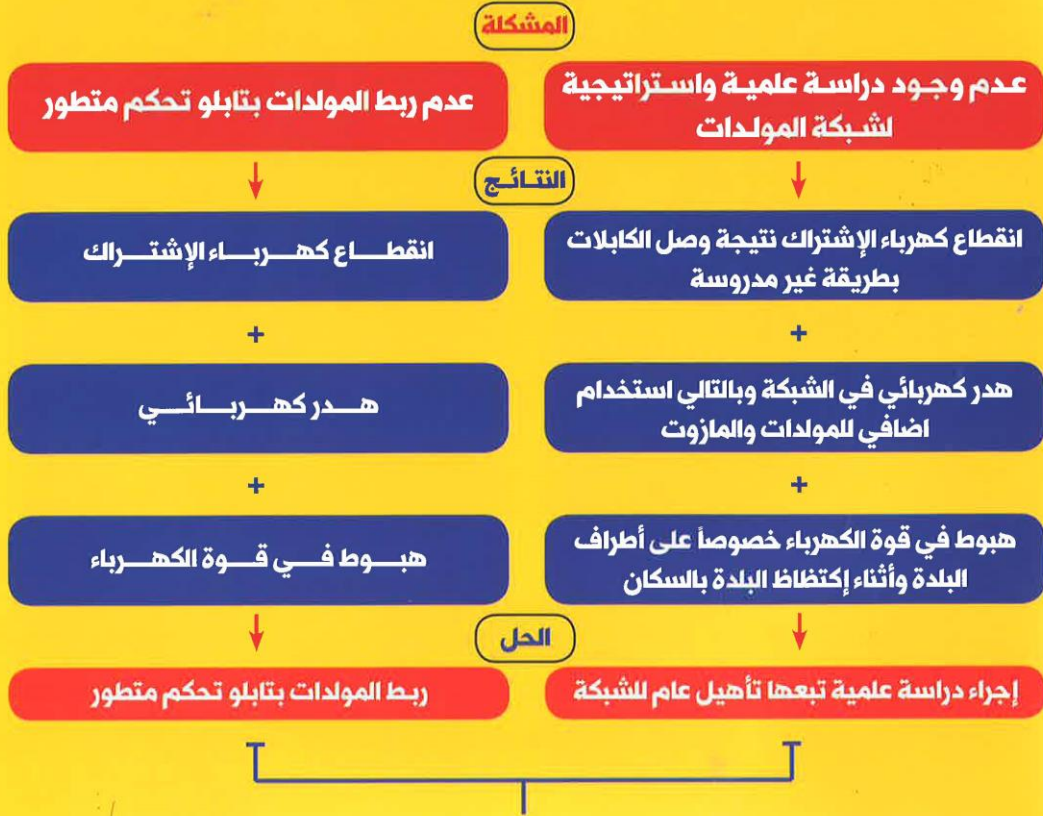 المشكلة
عدم وجود دراسة علمية واستراتيجية
لشبكة المولدات
عدم ربط المولدات بتابلو تحكم متطور
النتائج
انقطاع كهرباء الإشتراك نتيجة وصل الكابلات
بطريقة غير مدروسة
انقطاع كهرباء الإشتراك
+
+
هدر كهربائي في الشبكة وبالتالي استخدام
اضافي للمولدات والمازوت
هدر كهربائي
+
+
هبوط في قوة الكهرباء خصوصاً على أطراف
البلدة وأثناء إكتظاظ البلدة بالسكان
هبوط في قوة الكهرباء
الحل
إجراء دراسة علمية تبعها تأهيل عام للشبكة
ربط المولدات بتابلو تحكم متطور